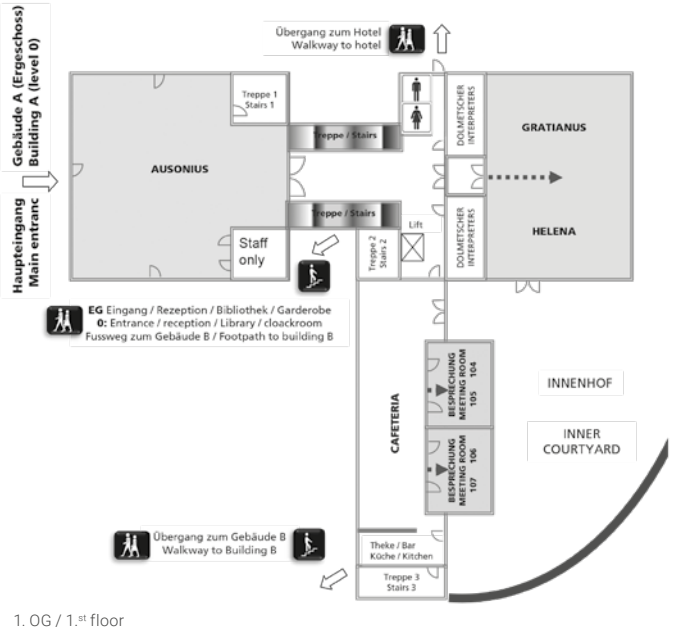 Übergang zum Hotel
Walkway to hotel
Gebäude A (Ergeschoss)
Building A (level 0)
Haupteingang
Main entranc
Treppe 1
Stairs 1
Treppe / Stairs
DOLMETSCHER
INTERPRETERS
GRATIANUS
AUSONIUS
HELENA
Treppe / Stairs
Staff
only
Treppe 2
Stairs 2
Lift
DOLMETSCHER
INTERPRETERS
EG Eingang / Rezeption / Bibliothek / Garderobe
0: Entrance / reception / Library / cloackroom
Fussweg zum Gebäude B / Footpath to building B
CAFETERIA
BESPRECHUNG
MEETING ROOM
104
105
BESPRECHUNG
MEETING ROOM
106
107
INNENHOF
INNER
COURTYARD
Übergang zum Gebäude B
Walkway to Building B
Theke / Bar
Küche / Kitchen
Treppe 3
Stairs 3
1. OG / 1.st floor